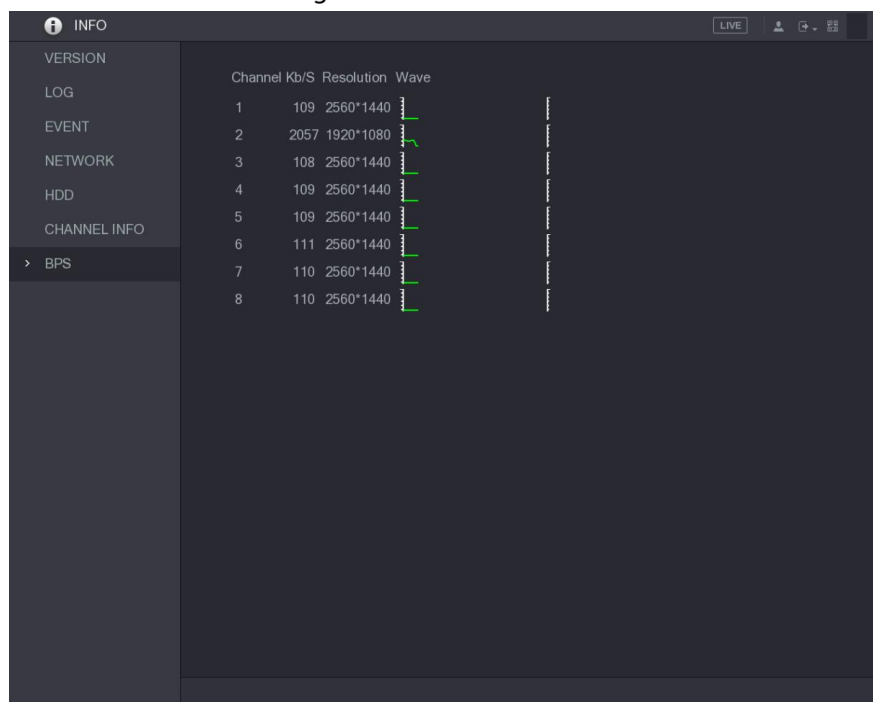 INFO
LIVE
VERSION
LOG
EVENT
NETWORK
HDD
CHANNEL INFO
> BPS
Channel Kb/S Resolution Wave
1 109 2560*1440
2 2057 1920*1080
3 108 2560*1440
4 109 2560*1440
5 109 2560*1440
6 111 2560*1440
7 110 2560*1440
8 110 2560*1440